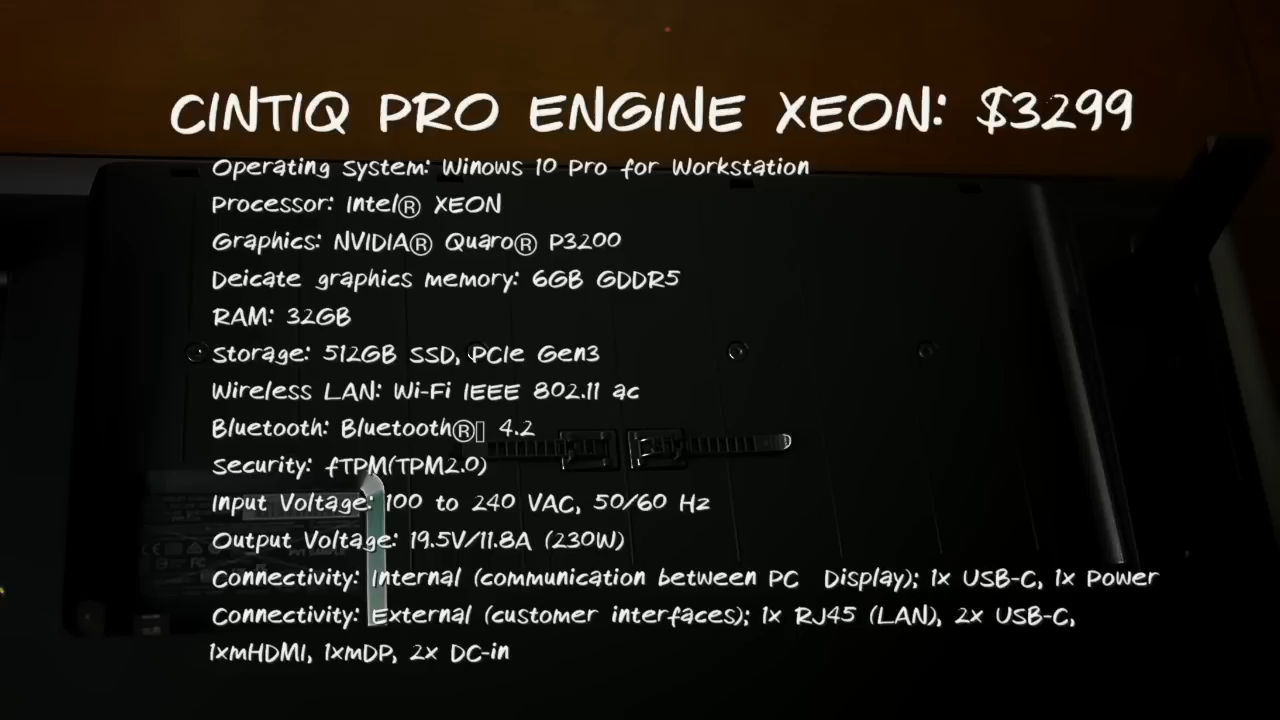 CINTIQ PRO ENGINE XEON: $3299
Operating System: Winows 10 Pro for Workstation
Processor: Intel® XEON
Graphics: NVIDIA® Quaro® P3200
Deicate graphics memory: 6GB GDDR5
RAM: 32GB
Storage: 512GB SSD, PCIe Gen3
Wireless LAN: Wi-Fi IEEE 802.11 ac
Bluetooth: Bluetooth® 4.2
Security: fTPM(TPM2.0)
Input Voltage: 100 to 240 VAC, 50/60 Hz
Output Voltage: 19.5V/11.8A (230W)
Connectivity: Internal (communication between PC Display); 1x USB-C, 1x Power
Connectivity: External (customer interfaces); 1x RJ45 (LAN), 2x USB-C,
1xmHDMI, 1xmDP, 2x DC-in